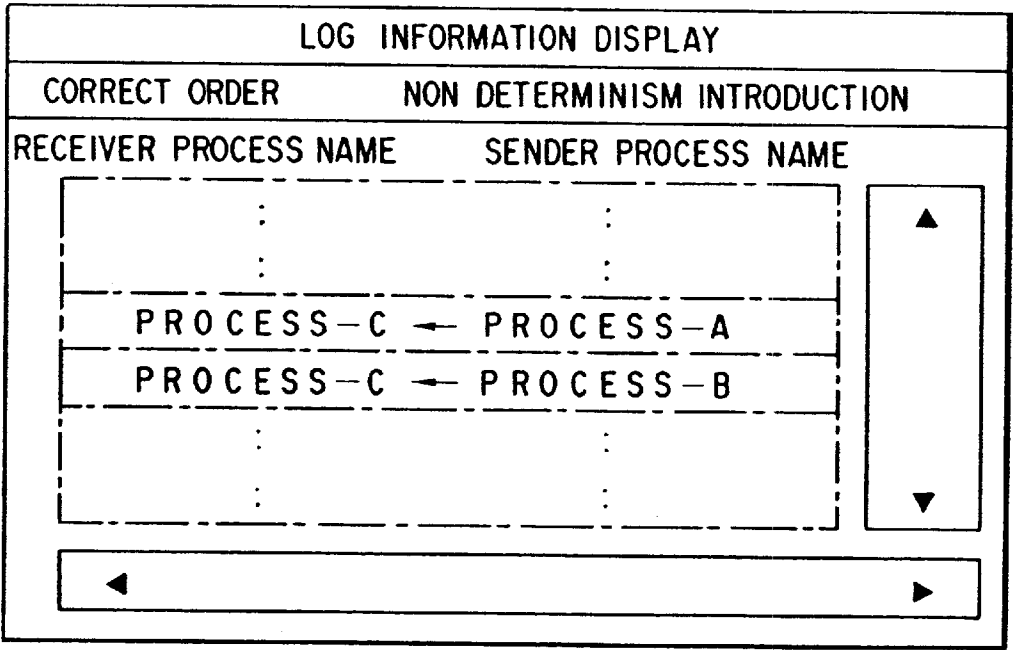 LOG INFORMATION DISPLAY
CORRECT ORDER NON DETERMINISM INTRODUCTION
RECEIVER PROCESS NAME SENDER PROCESS NAME
: :
: :
PROCESS-C ← PROCESS-A
PROCESS-C ← PROCESS-B
: :
: :